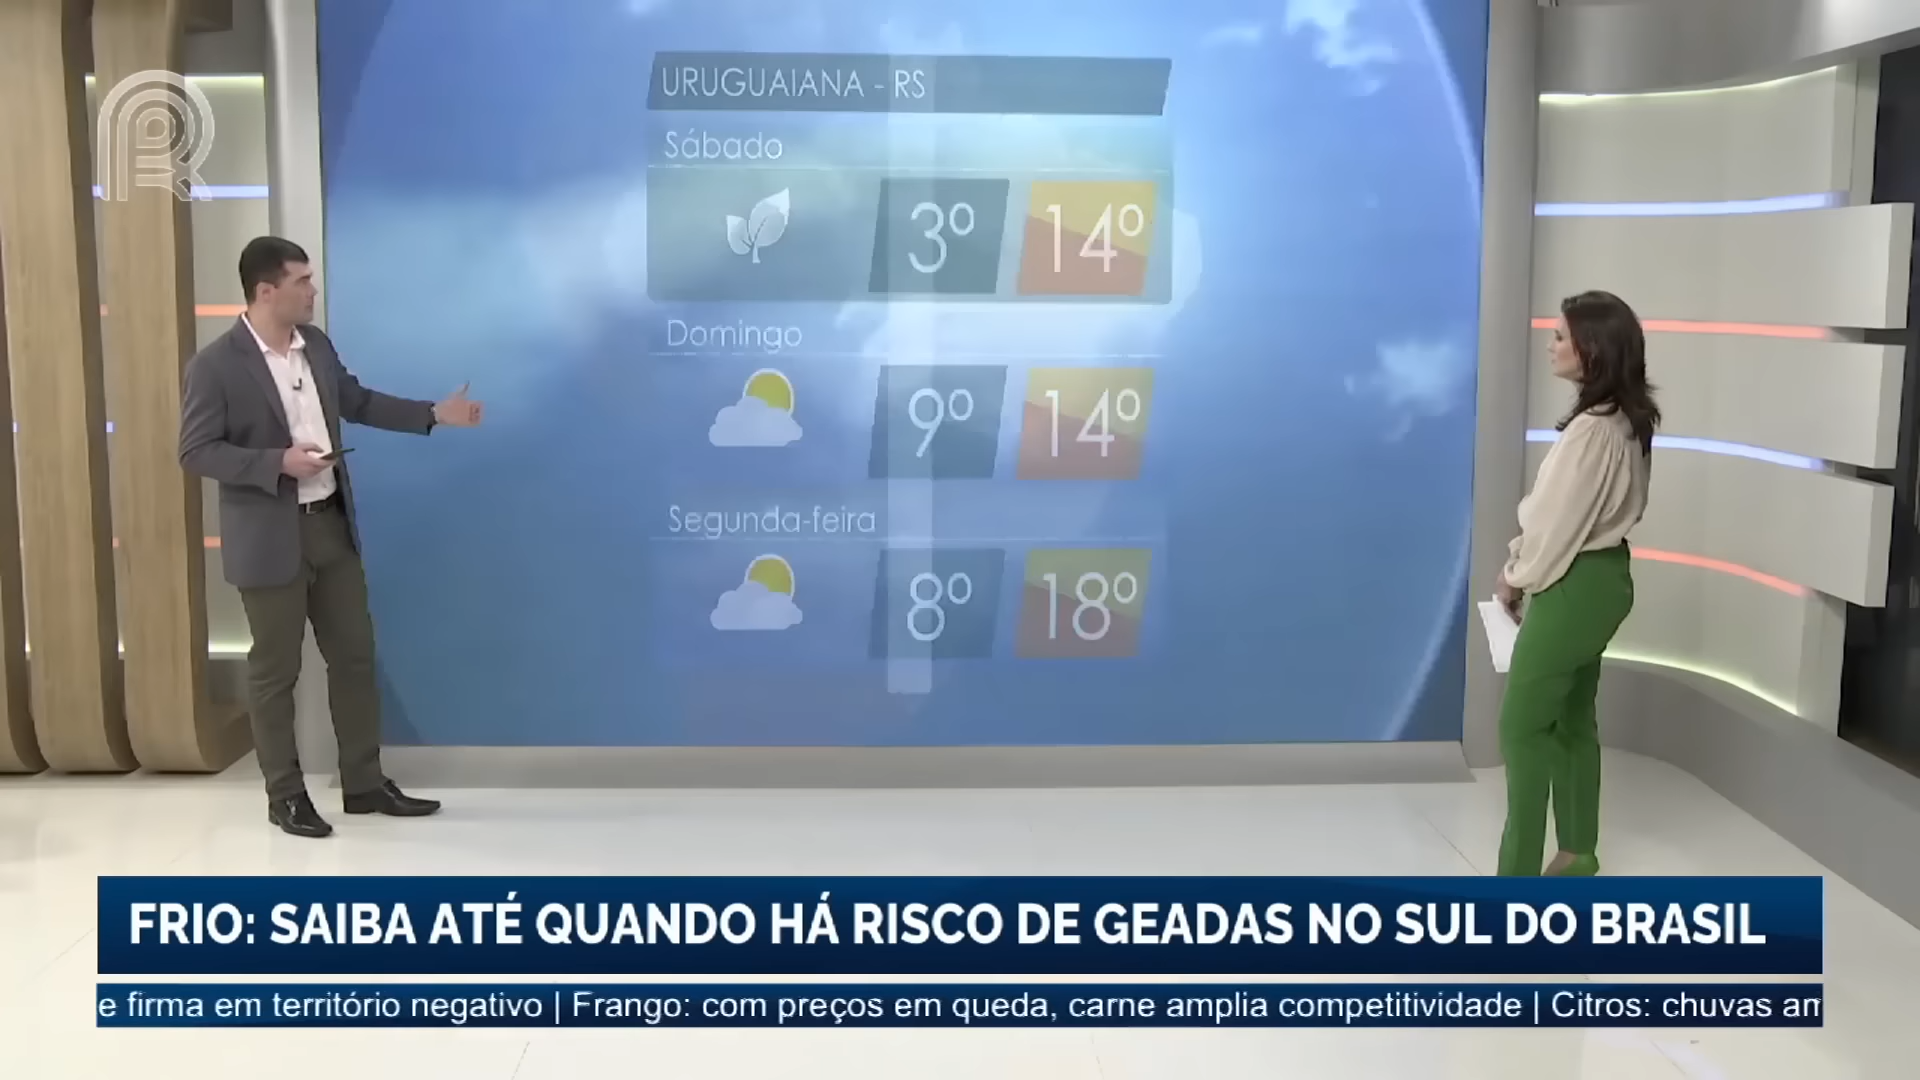 URUGUAIANA - RS
Sábado
3º 14º
Domingo
9º 14º
Segunda-feira
8º 18º
FRIO: SAIBA ATÉ QUANDO HÁ RISCO DE GEADAS NO SUL DO BRASIL
e firma em território negativo | Frango: com preços em queda, carne amplia competitividade | Citros: chuvas